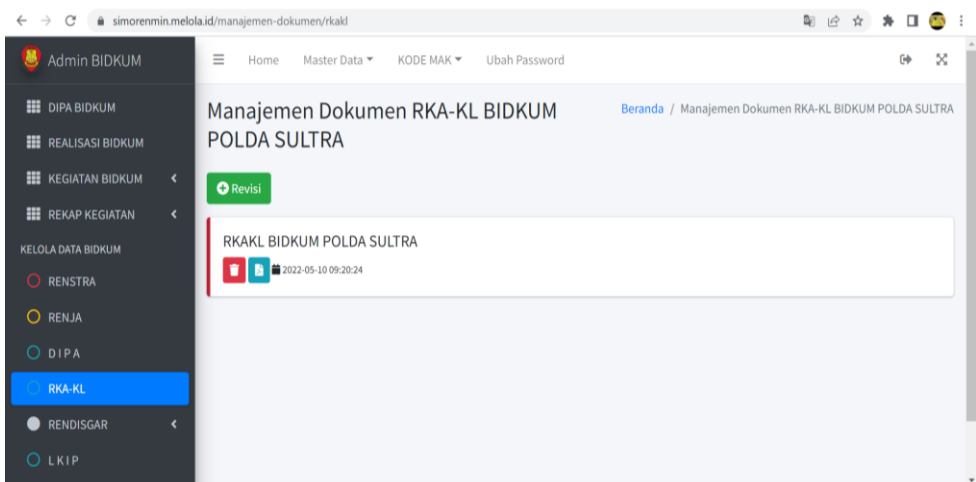 simorenmin.melola.id/manajemen-dokumen/rkakl
Admin BIDKUM
Home Master Data KODE MAK Ubah Password
DIPA BIDKUM
REALISASI BIDKUM
KEGIATAN BIDKUM
REKAP KEGIATAN
KELOLA DATA BIDKUM
RENSTRA
RENJA
D I P A
RKA-KL
RENDISGAR
L K I P
Manajemen Dokumen RKA-KL BIDKUM
POLDA SULTRA
Beranda / Manajemen Dokumen RKA-KL BIDKUM POLDA SULTRA
Revisi
RKAKL BIDKUM POLDA SULTRA
2022-05-10 09:20:24